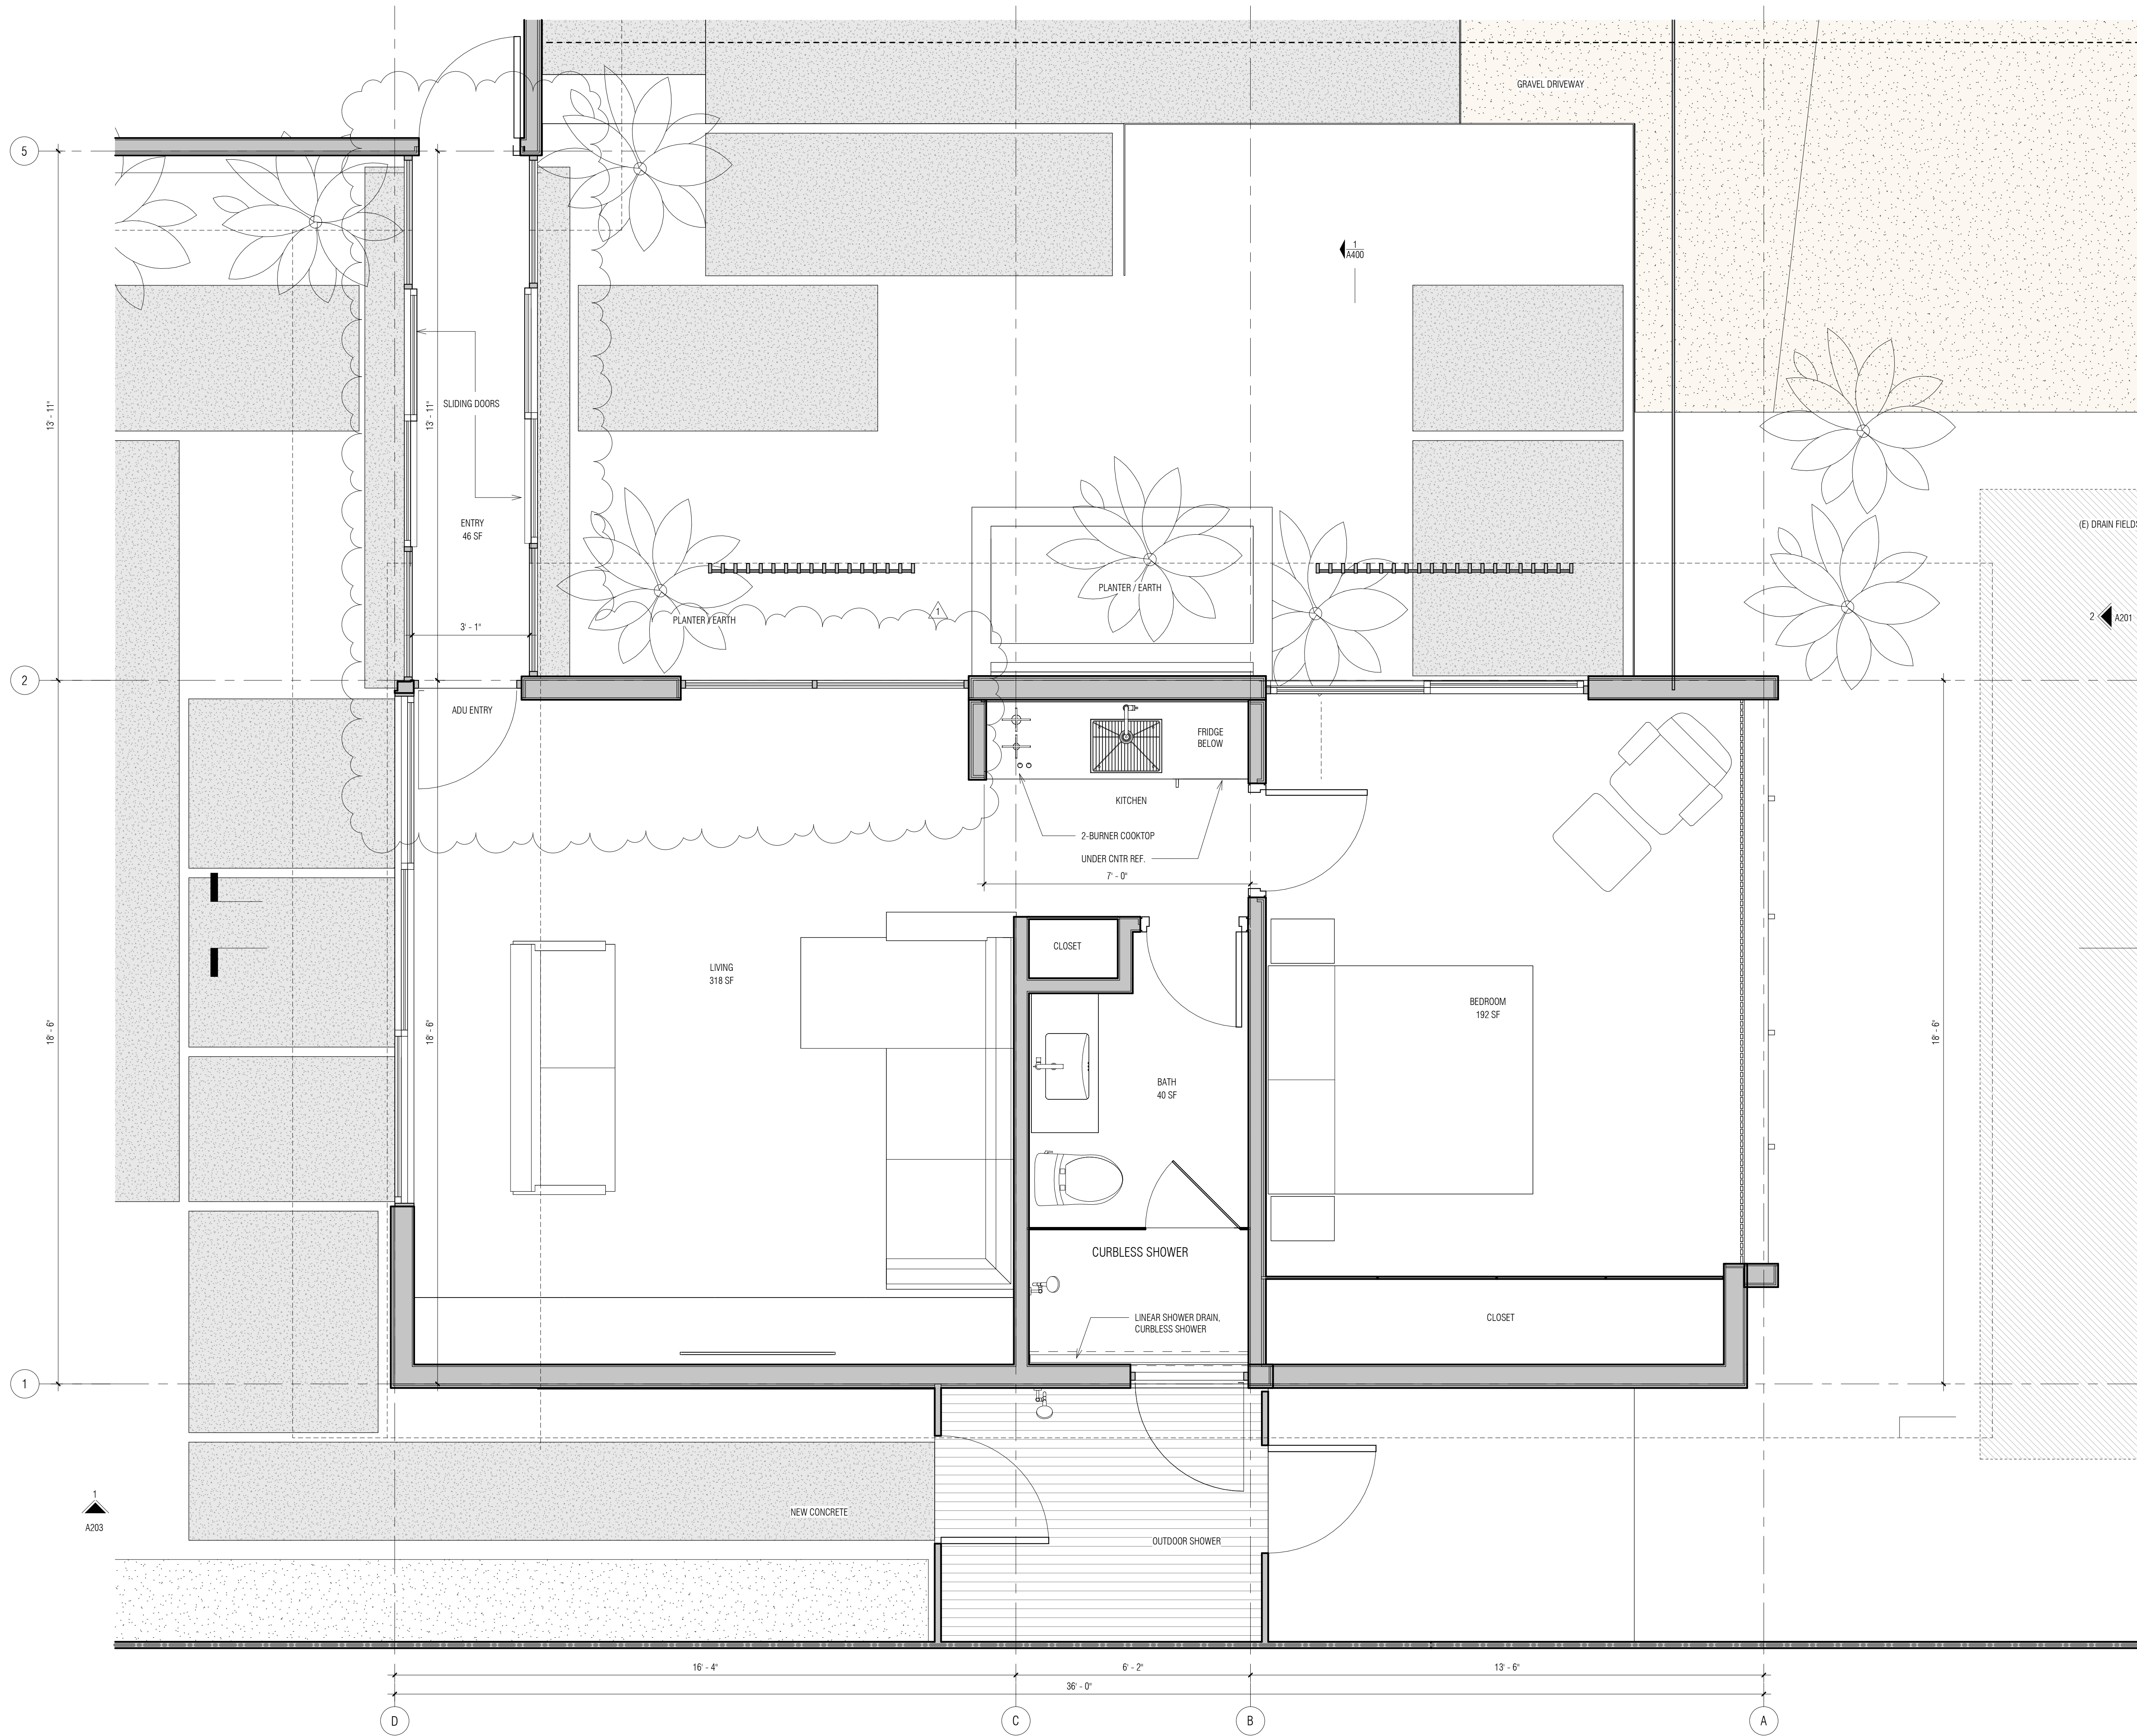 GRAVEL DRIVEWAY
5
1
A400
13' - 11"
13' - 11"
SLIDING DOORS
ENTRY
46 SF
(E) DRAIN FIELDS
PLANTER / EARTH
1
PLANTER / EARTH
2
A201
3' - 1"
2
ADU ENTRY
FRIDGE
BELOW
KITCHEN
2-BURNER COOKTOP
UNDER CNTR REF.
7' - 0"
CLOSET
LIVING
318 SF
BEDROOM
192 SF
18' - 6"
18' - 6"
18' - 6"
BATH
40 SF
CURBLESS SHOWER
LINEAR SHOWER DRAIN,
CURBLESS SHOWER
CLOSET
1
1
A203
NEW CONCRETE
OUTDOOR SHOWER
16' - 4"
6' - 2"
13' - 6"
36' - 0"
D
C
B
A